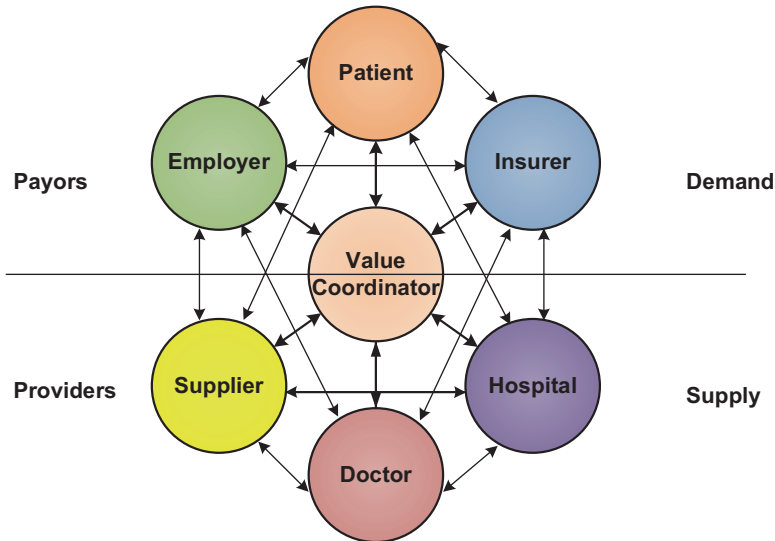 Patient
Employer
Insurer
Payors
Demand
Value
Coordinator
Supplier
Hospital
Providers
Supply
Doctor